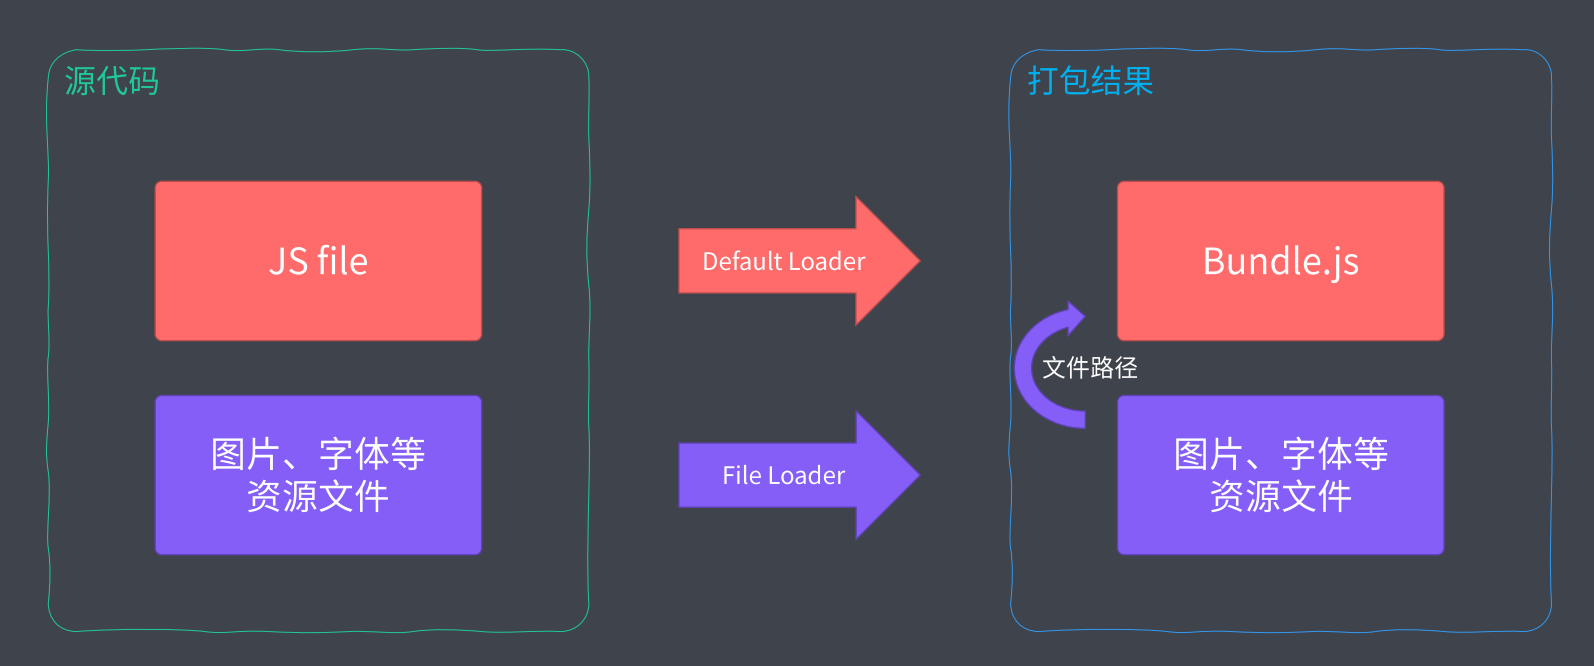 源代码
打包结果
JS file
Default Loader
Bundle.js
文件路径
图片、字体等
资源文件
File Loader
图片、字体等
资源文件